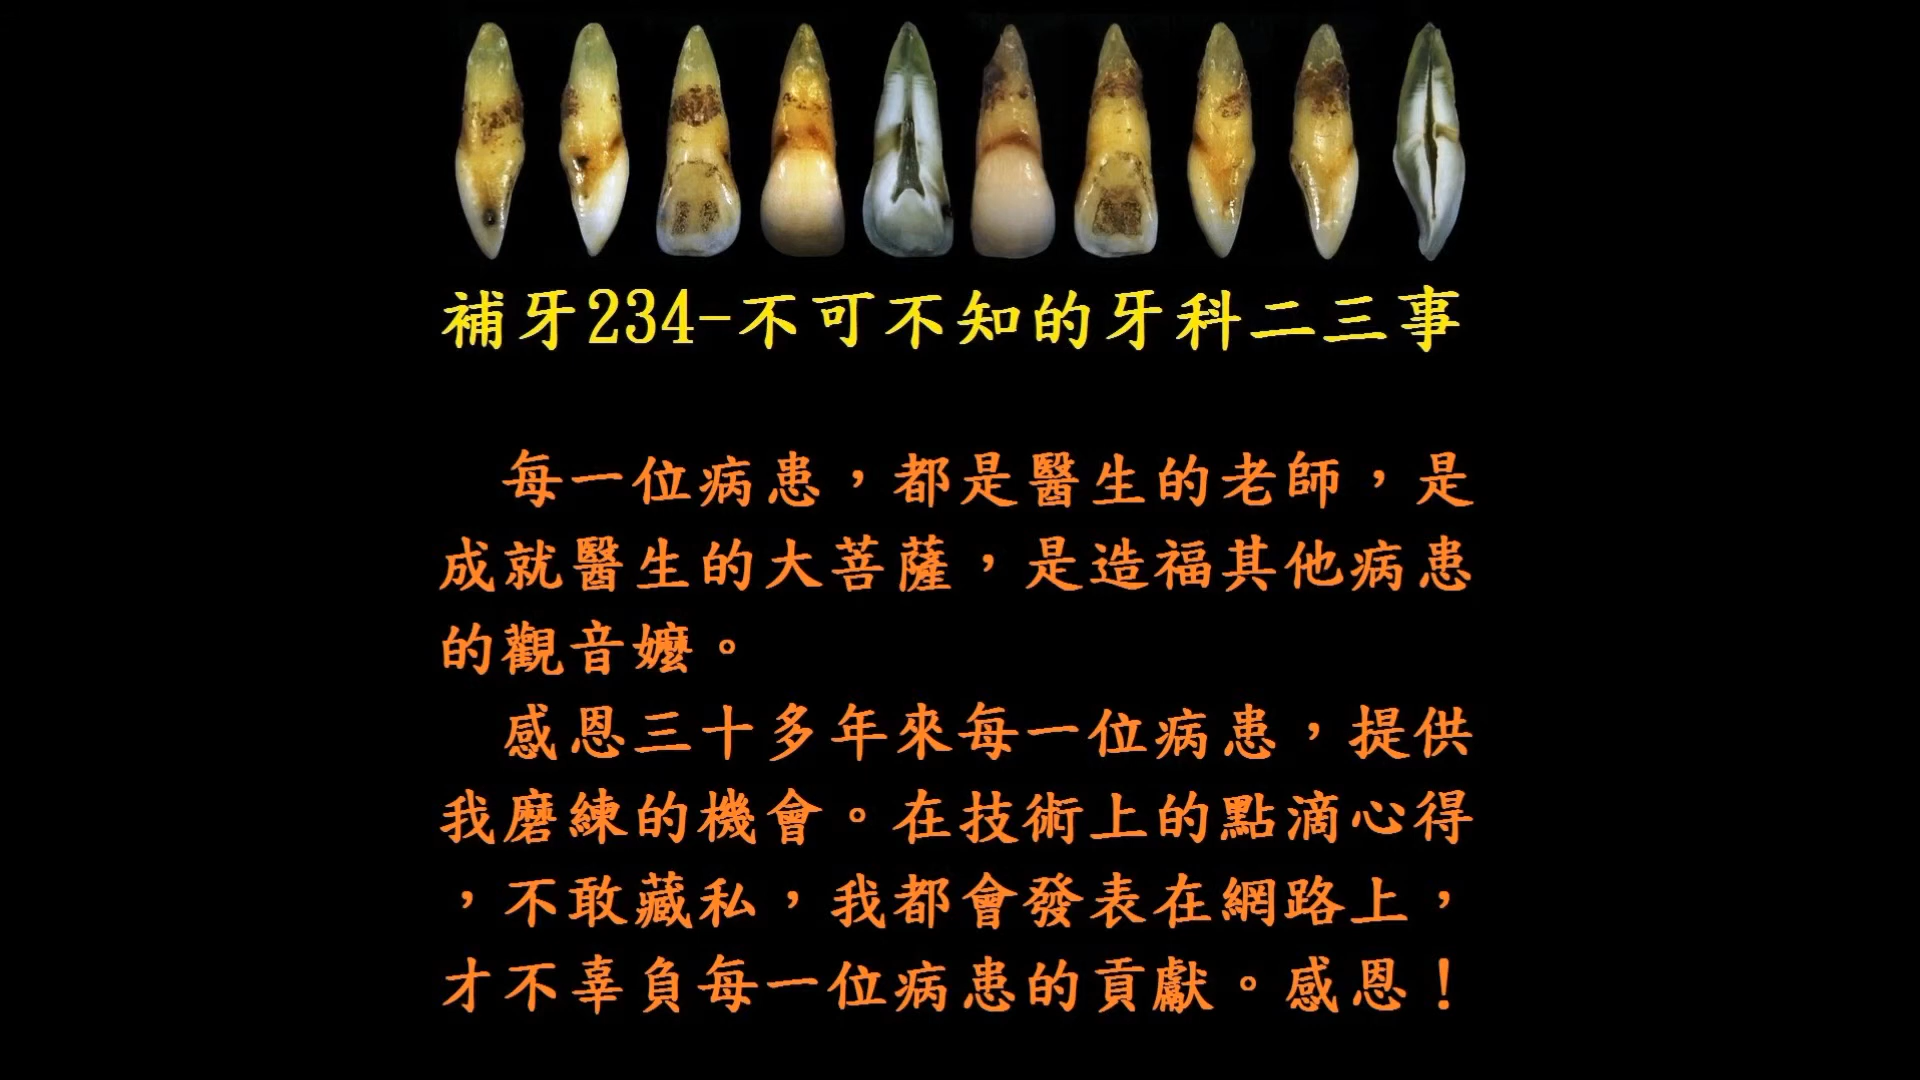 補牙234-不可不知的牙科二三事
每一位病患，都是醫生的老師，是
成就醫生的大菩薩，是造福其他病患
的觀音嬤。
感恩三十多年來每一位病患，提供
我磨練的機會。在技術上的點滴心得
，不敢藏私，我都會發表在網路上，
才不辜負每一位病患的貢獻。感恩！